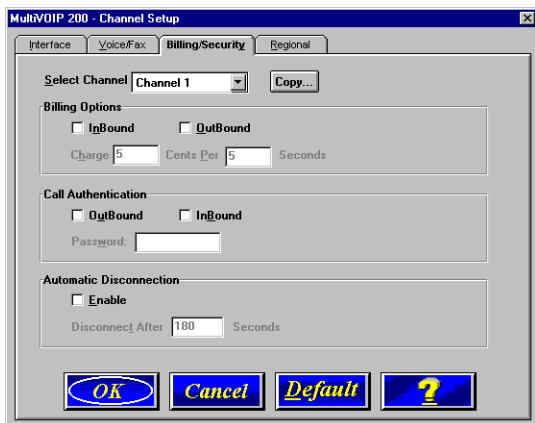 MultiVOIP 200 - Channel Setup
Interface Voice/Fax Billing/Security Regional
Select Channel Channel 1 Copy...
Billing Options
InBound OutBound
Charge 5 Cents Per 5 Seconds
Call Authentication
OutBound InBound
Password:
Automatic Disconnection
Enable
Disconnect After 180 Seconds
OK Cancel Default ?